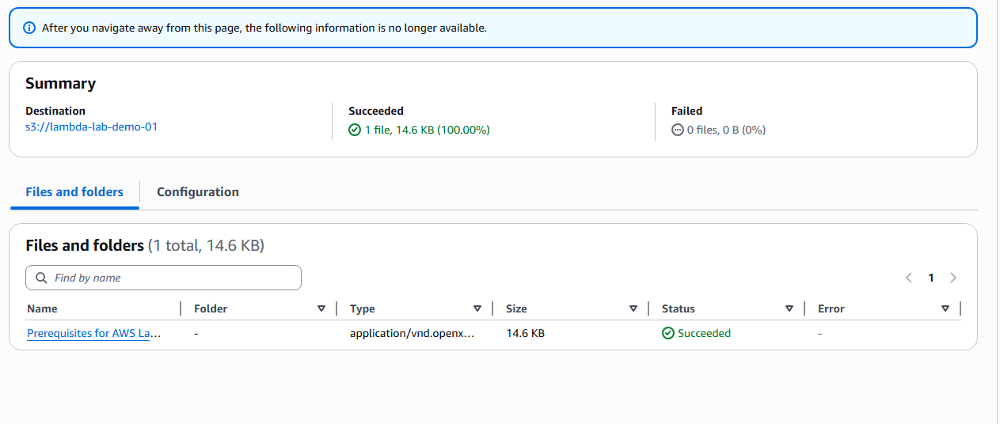 After you navigate away from this page, the following information is no longer available.
Summary
Destination
s3://lambda-lab-demo-01
Succeeded
1 file, 14.6 KB (100.00%)
Failed
0 files, 0 B (0%)
Files and folders
Configuration
Files and folders (1 total, 14.6 KB)
Find by name
1
Name Folder Type Size Status Error
Prerequisites for AWS La... - application/vnd.openx... 14.6 KB Succeeded -